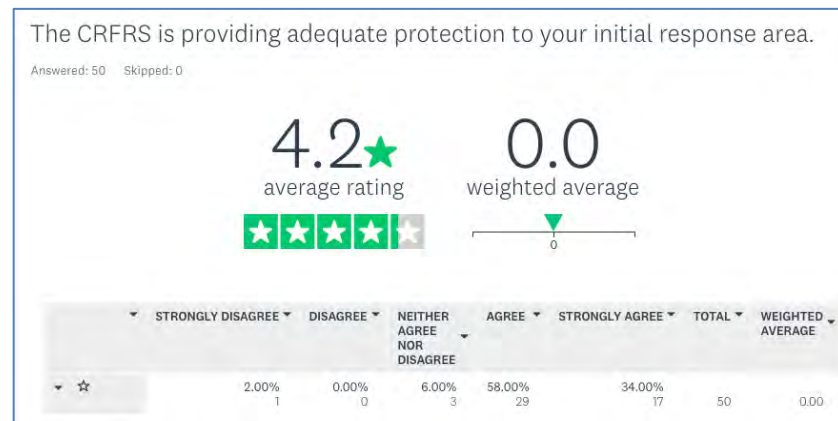 The CRFRS is providing adequate protection to your initial response area.
Answered: 50 Skipped: 0
4.2 0.0
average rating weighted average
0
STRONGLY DISAGREE DISAGREE NEITHER AGREE NOR DISAGREE AGREE STRONGLY AGREE TOTAL WEIGHTED AVERAGE
2.00% 0.00% 6.00% 58.00% 34.00%
1 0 3 29 17 50 0.00